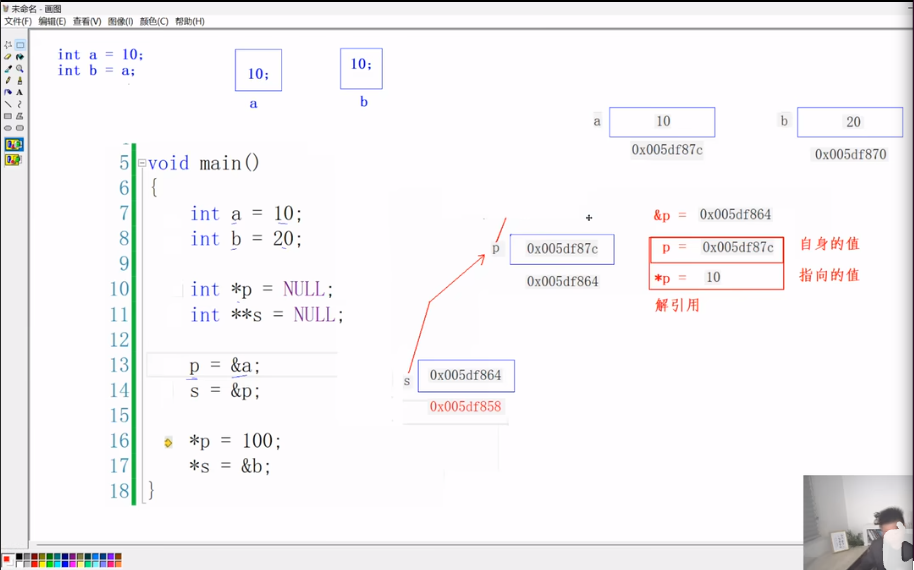 未命名 - 画图
文件(F) 编辑(E) 查看(V) 图像(I) 颜色(C) 帮助(H)
int a = 10;
int b = a;
10;
a
10;
b
a
10
0x005df87c
b
20
0x005df870
5 void main()
6 {
7 int a = 10;
8 int b = 20;
9
10 int *p = NULL;
11 int **s = NULL;
12
13 p = &a;
14 s = &p;
15
16 *p = 100;
17 *s = &b;
18 }
p
0x005df87c
0x005df864
s
0x005df864
0x005df858
&p = 0x005df864
p = 0x005df87c 自身的值
*p = 10 指向的值
解引用